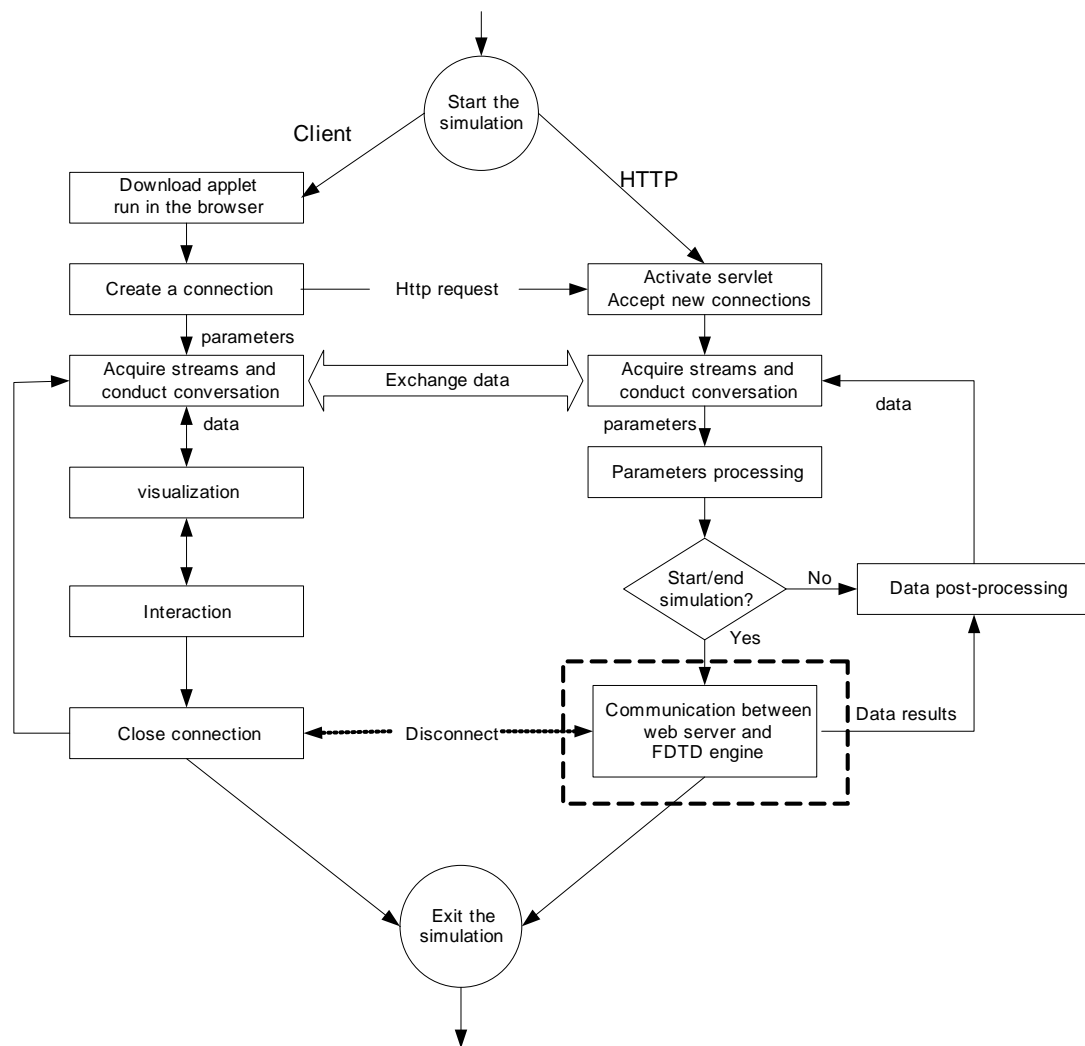 Start the
simulation
Client
HTTP
Download applet
run in the browser
Create a connection
Http request
Activate servlet
Accept new connections
parameters
Acquire streams and
conduct conversation
Exchange data
Acquire streams and
conduct conversation
data
data
parameters
visualization
Parameters processing
Start/end
simulation?
No
Data post-processing
Interaction
Yes
Close connection
Disconnect
Communication between
web server and
FDTD engine
Data results
Exit the
simulation